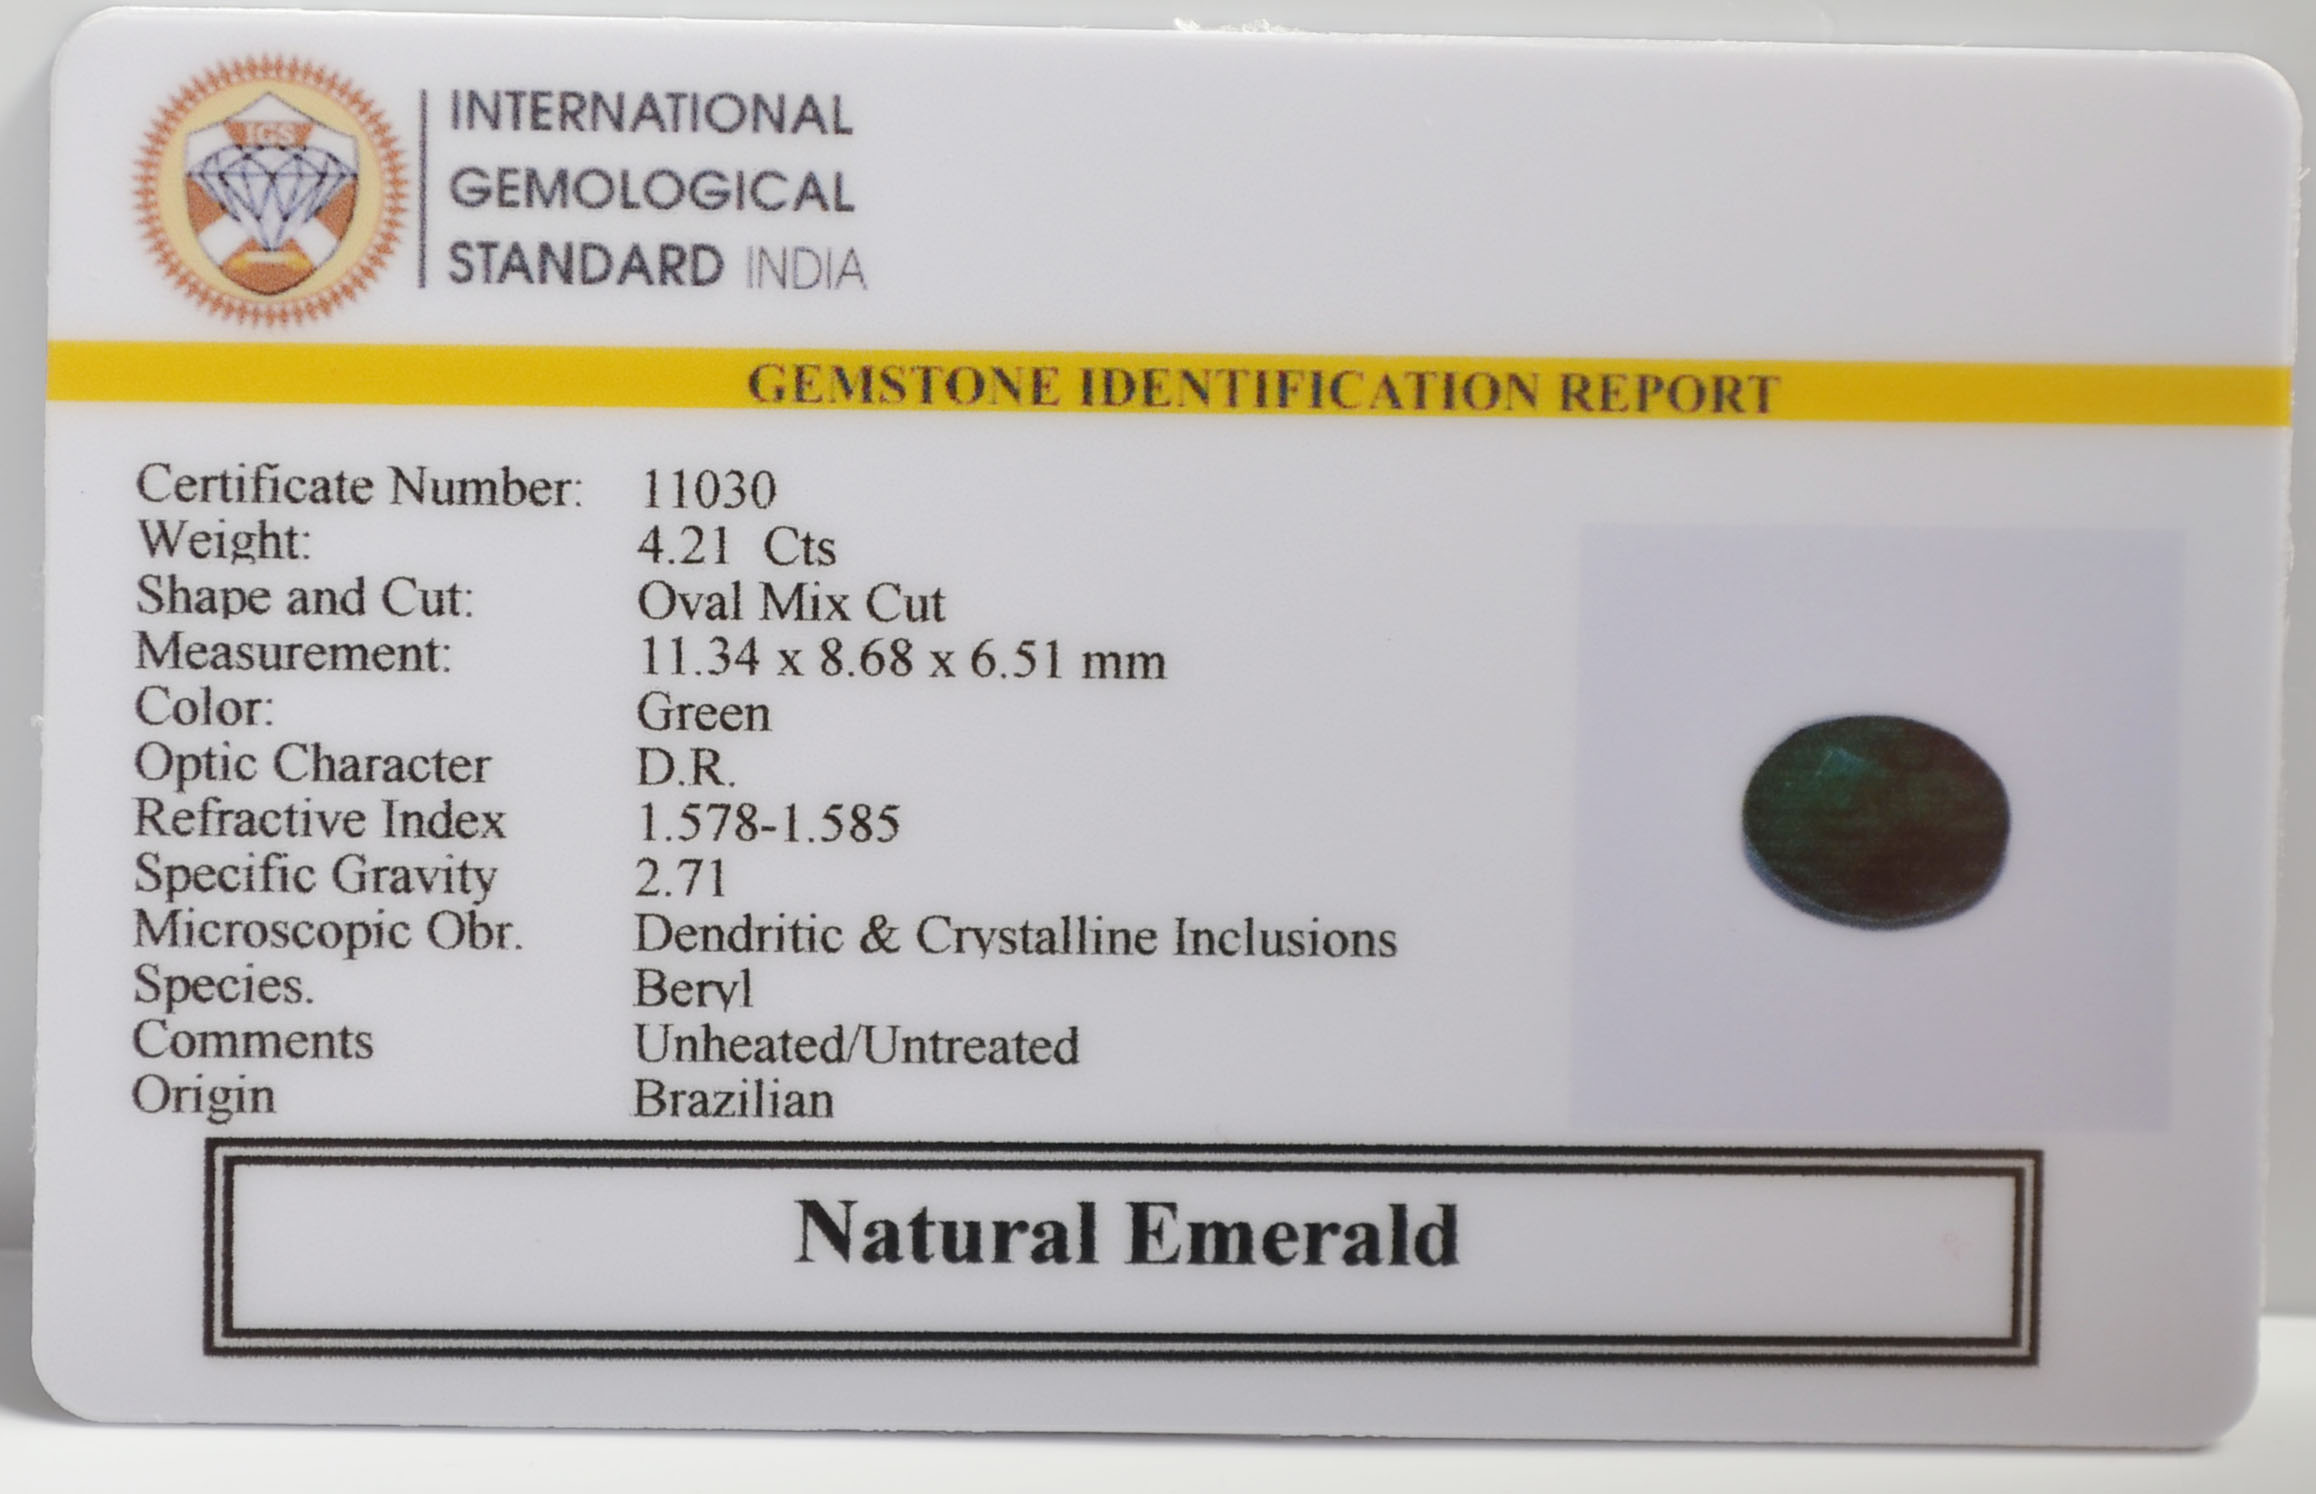 IGS
INTERNATIONAL
GEMOLOGICAL
STANDARD INDIA
GEMSTONE IDENTIFICATION REPORT
Certificate Number: 11030
Weight: 4.21 Cts
Shape and Cut: Oval Mix Cut
Measurement: 11.34 x 8.68 x 6.51 mm
Color: Green
Optic Character D.R.
Refractive Index 1.578-1.585
Specific Gravity 2.71
Microscopic Obr. Dendritic & Crystalline Inclusions
Species. Beryl
Comments Unheated/Untreated
Origin Brazilian
Natural Emerald